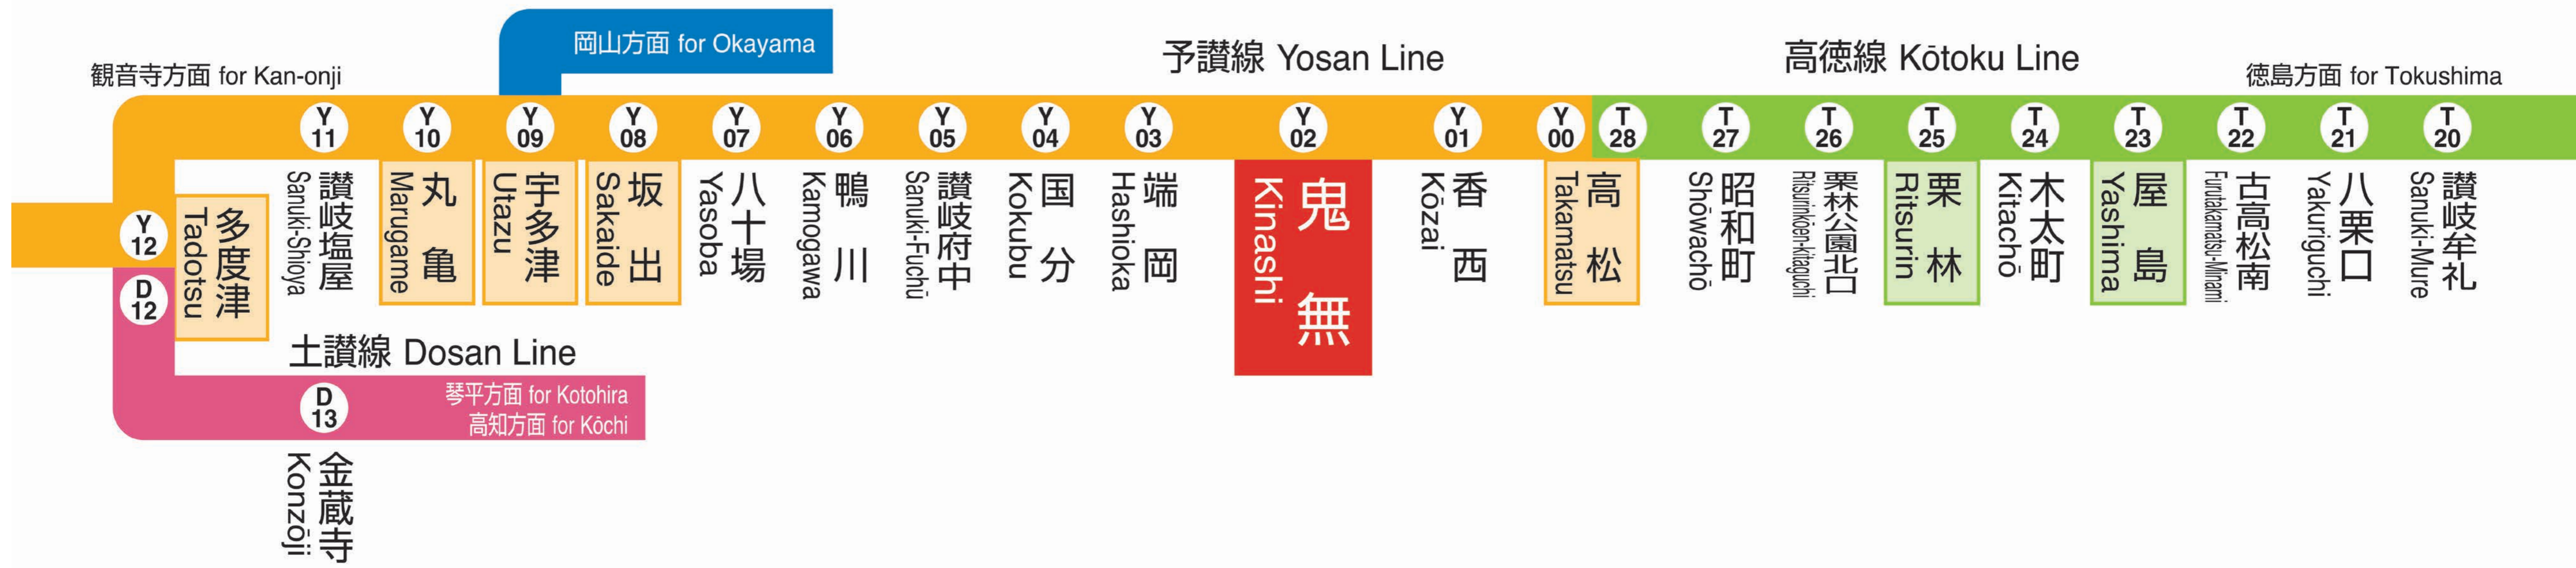 岡山方面 for Okayama
予讃線 Yosan Line
高徳線 Kōtoku Line
観音寺方面 for Kan-onji
徳島方面 for Tokushima
Y 12
D 12
多度津 Tadotsu
Y 11
讃岐塩屋 Sanuki-Shioya
Y 10
丸亀 Marugame
Y 09
宇多津 Utazu
Y 08
坂出 Sakaide
Y 07
八十場 Yasoba
Y 06
鴨川 Kamogawa
Y 05
讃岐府中 Sanuki-Fuchū
Y 04
国分 Kokubu
Y 03
端岡 Hashioka
Y 02
鬼無 Kinashi
Y 01
香西 Kōzai
Y 00
T 28
高松 Takamatsu
T 27
昭和町 Shōwachō
T 26
栗林公園北口 Ritsurinkōen-kitaguchi
T 25
栗林 Ritsurin
T 24
木太町 Kitachō
T 23
屋島 Yashima
T 22
古高松南 Furutakamatsu-Minami
T 21
八栗口 Yakuriguchi
T 20
讃岐牟礼 Sanuki-Mure
土讃線 Dosan Line
D 13
金蔵寺 Konzōji
琴平方面 for Kotohira
高知方面 for Kōchi